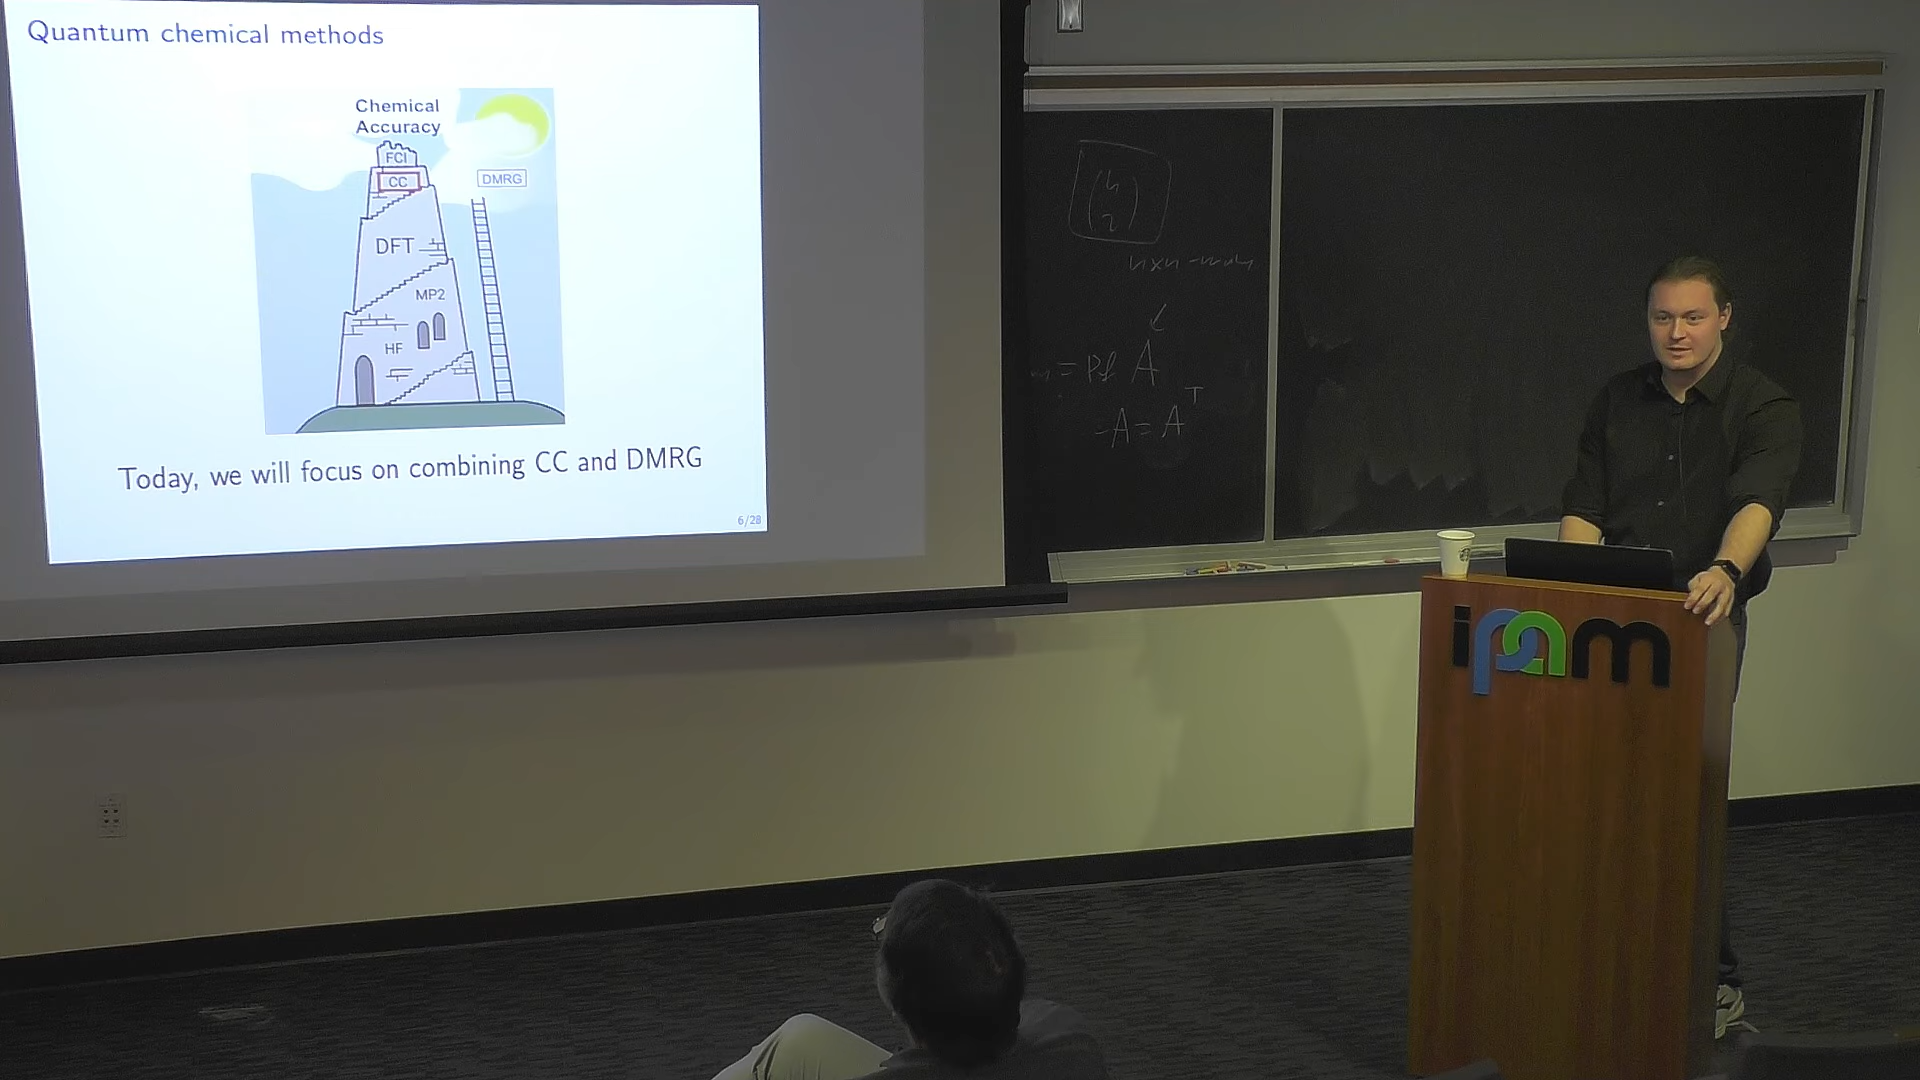 Quantum chemical methods
Chemical
Accuracy
FCI
CC
DMRG
DFT
MP2
HF
Today, we will focus on combining CC and DMRG
6/28
= Pf A
-A = A^T
ipam